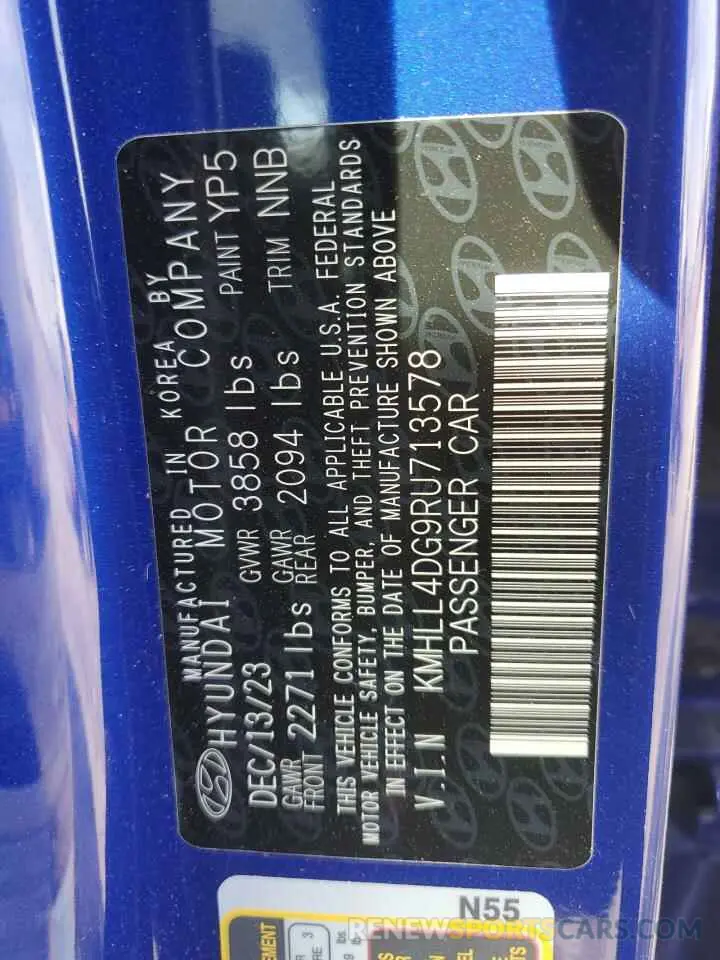 MANUFACTURED IN KOREA BY
HYUNDAI MOTOR COMPANY
DEC/13/23 GVWR 3858 lbs PAINT YP5
GAWR FRONT 2271 lbs GAWR REAR 2094 lbs TRIM NNB
THIS VEHICLE CONFORMS TO ALL APPLICABLE U.S.A. FEDERAL
MOTOR VEHICLE SAFETY, BUMPER, AND THEFT PREVENTION STANDARDS
IN EFFECT ON THE DATE OF MANUFACTURE SHOWN ABOVE
V.I.N KMHLL4DG9RU713578
PASSENGER CAR
N55
RENEWSPORTSCARS.COM